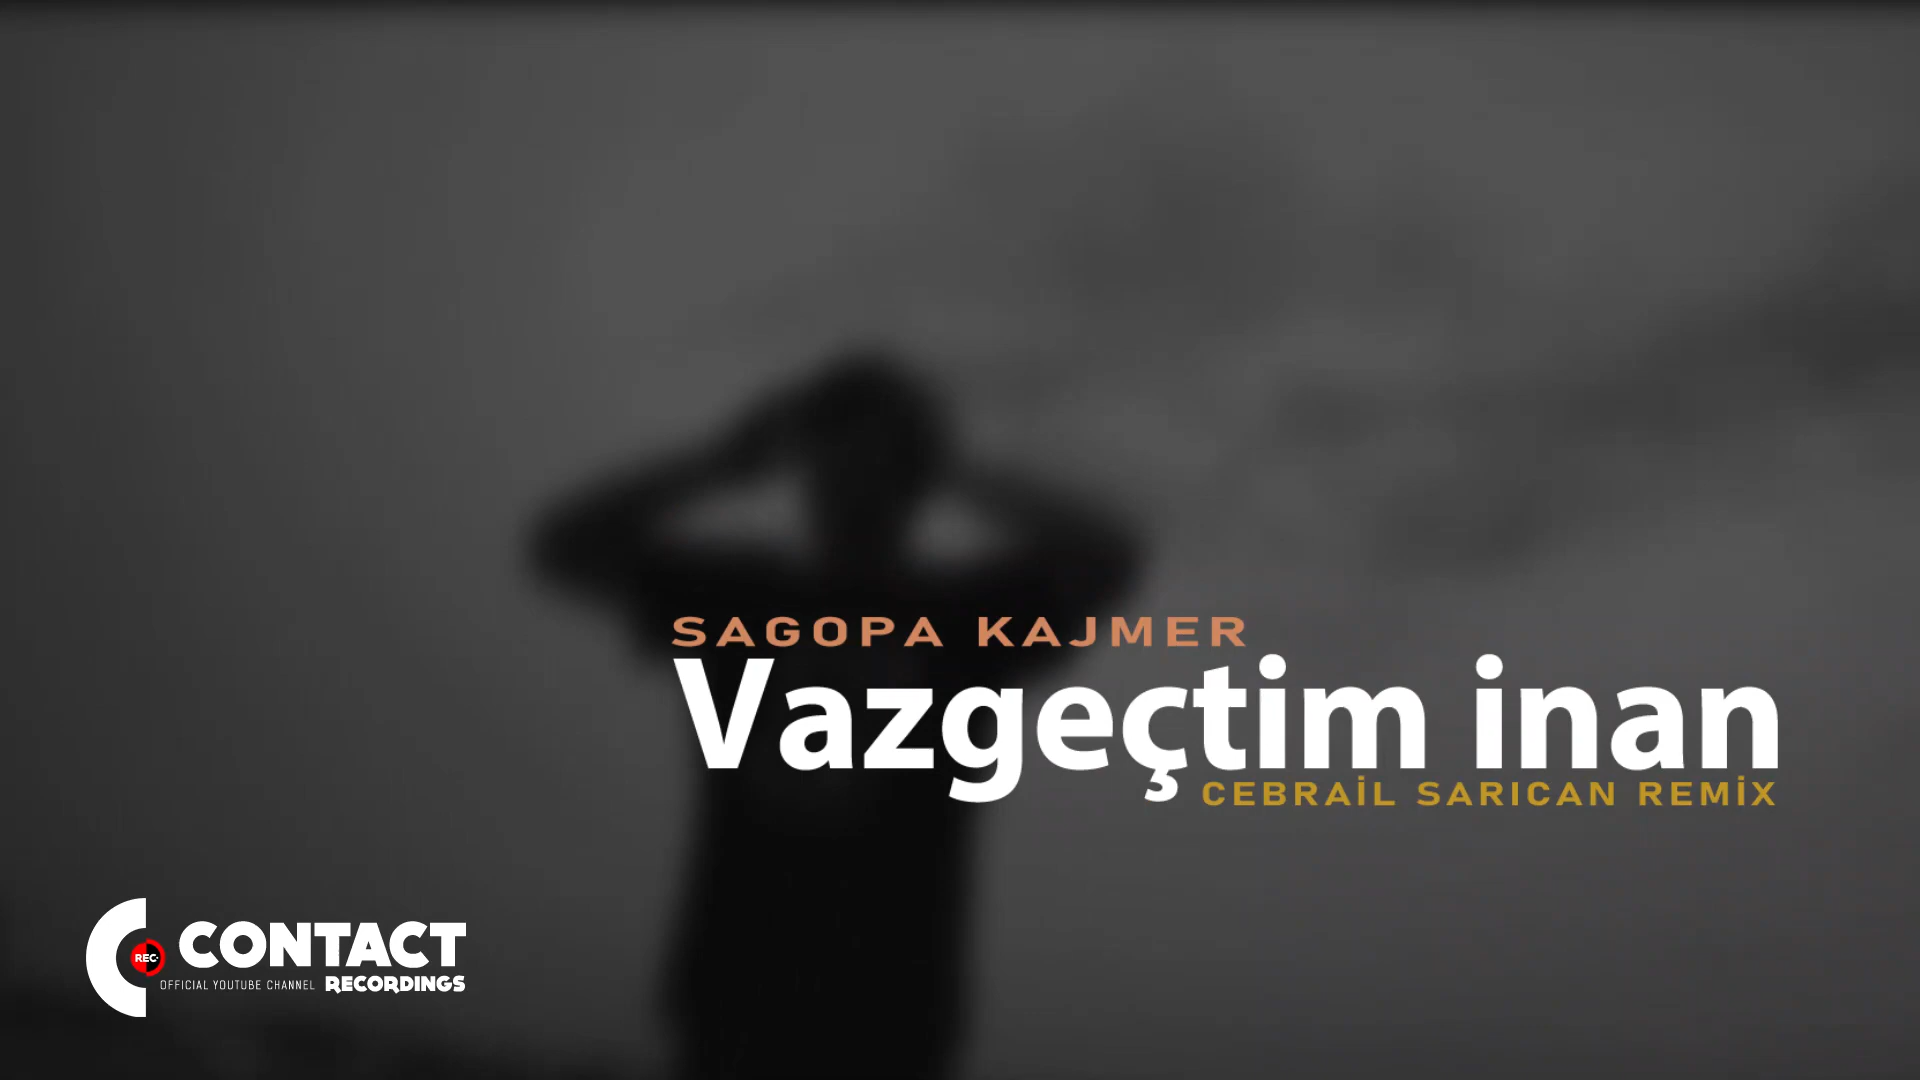 SAGOPA KAJMER
Vazgeçtim inan
CEBRAİL SARICAN REMİX
REC
CONTACT
OFFICIAL YOUTUBE CHANNEL RECORDINGS